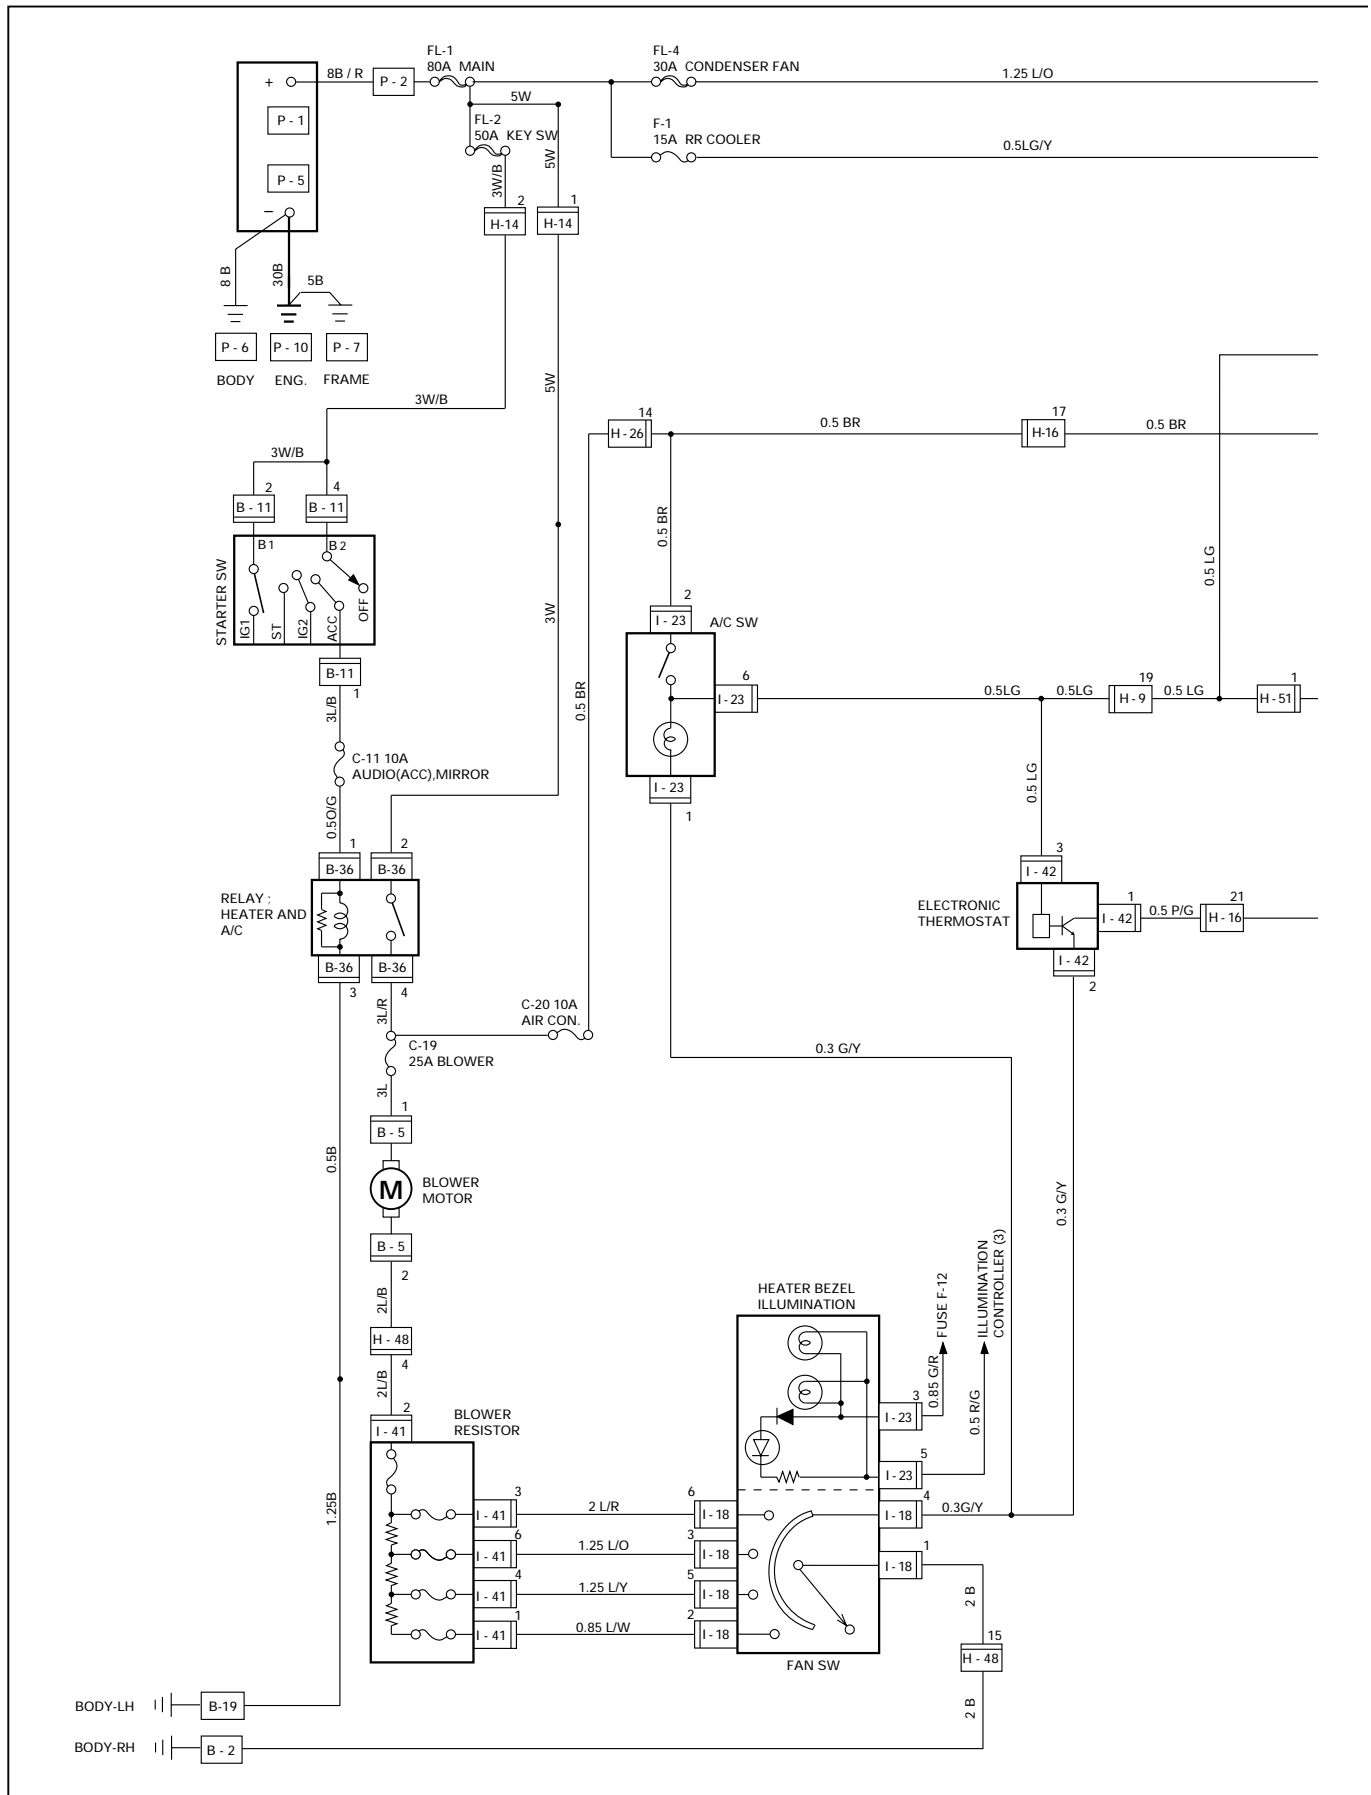 FL-1
80A MAIN
FL-4
30A CONDENSER FAN
8B / R
P - 2
1.25 L/O
+
5W
P - 1
FL-2
50A KEY SW
F-1
15A RR COOLER
0.5LG/Y
5W
3W/B
P - 5
2
1
–
H-14
H-14
8 B
30B
5B
P - 6
P - 10
P - 7
BODY
ENG.
FRAME
5W
3W/B
14
17
H - 26
0.5 BR
H-16
0.5 BR
3W/B
2
4
B - 11
B - 11
0.5 BR
B1
B2
STARTER SW
IG1
ST
IG2
ACC
OFF
0.5 LG
3W
2
I - 23
A/C SW
B-11
1
6
I - 23
0.5LG
0.5LG
19
H - 9
0.5 LG
1
H - 51
3L/B
0.5 BR
C-11 10A
AUDIO(ACC),MIRROR
I - 23
1
0.5 LG
0.5O/G
1
2
B-36
B-36
3
I - 42
RELAY ;
HEATER AND
A/C
ELECTRONIC
THERMOSTAT
1
I - 42
0.5 P/G
21
H - 16
B-36
B-36
3
4
I - 42
2
3L/R
C-20 10A
AIR CON.
C-19
25A BLOWER
0.3 G/Y
3L
1
B - 5
0.5B
M
BLOWER
MOTOR
0.3 G/Y
B - 5
2
2L/B
HEATER BEZEL
ILLUMINATION
FUSE F-12
ILLUMINATION
CONTROLLER (3)
H - 48
4
2L/B
0.85 G/R
0.5 R/G
2
I - 41
BLOWER
RESISTOR
3
I - 23
5
I - 23
1.25B
3
I - 41
2 L/R
6
I - 18
4
I - 18
0.3G/Y
6
I - 41
1.25 L/O
3
I - 18
1
I - 18
4
I - 41
1.25 L/Y
5
I - 18
2 B
1
I - 41
0.85 L/W
2
I - 18
15
H - 48
FAN SW
2 B
BODY-LH
B-19
BODY-RH
B - 2